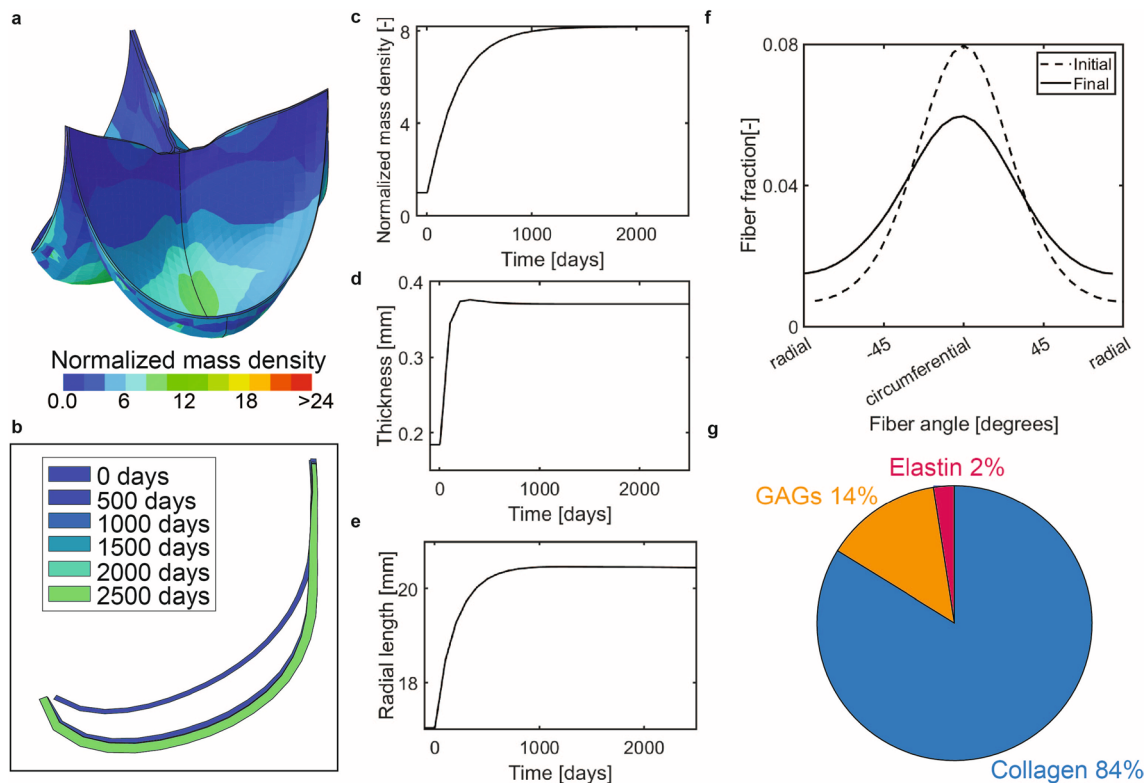 a
Normalized mass density
0.0 6 12 18 >24
b
0 days
500 days
1000 days
1500 days
2000 days
2500 days
c
Normalized mass density [-]
8
4
0
0 1000 2000
Time [days]
d
Thickness [mm]
0.4
0.3
0.2
0 1000 2000
Time [days]
e
Radial length [mm]
20
17
0 1000 2000
Time [days]
f
Fiber fraction[-]
0.08
0.04
0
Initial
Final
radial -45 circumferential 45 radial
Fiber angle [degrees]
g
Elastin 2%
GAGs 14%
Collagen 84%